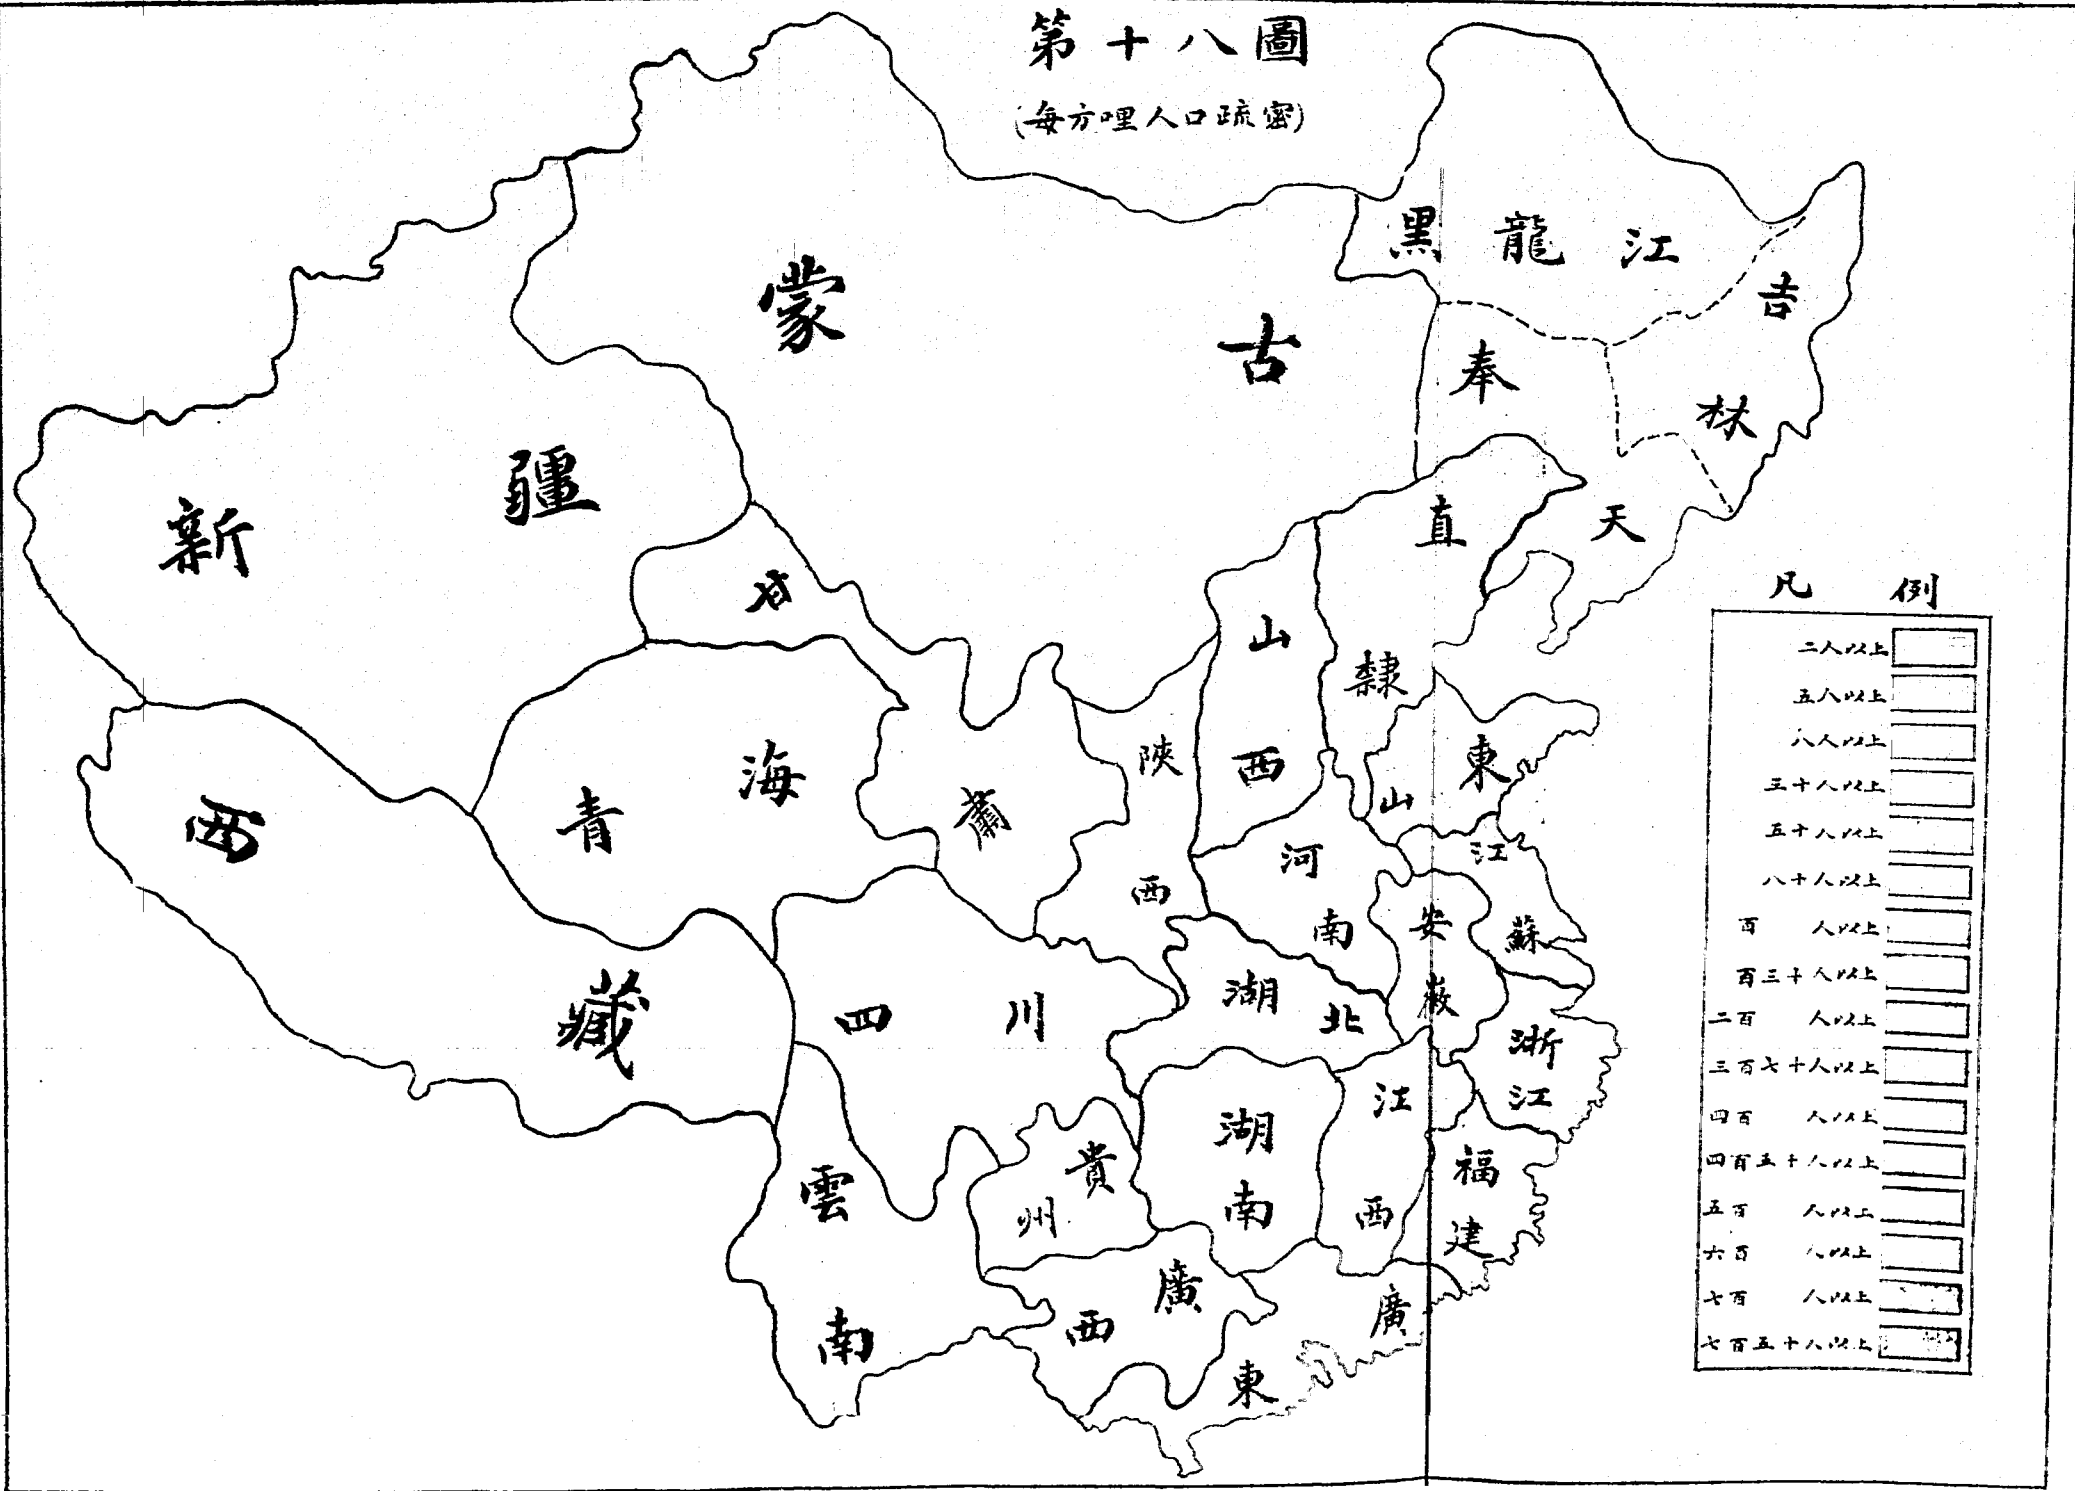 第十八圖
(每方哩人口疏密)
黑龍江
吉林
奉天
蒙古
新疆
甘肅
青海
西藏
直隸
山西
陝西
山東
河南
江蘇
安徽
湖北
四川
浙江
江西
湖南
貴州
福建
雲南
廣西
廣東
凡例
二人以上
五人以上
八人以上
三十人以上
五十人以上
八十人以上
百人以上
百三十人以上
二百人以上
三百七十人以上
四百人以上
四百五十人以上
五百人以上
六百人以上
七百人以上
七百五十人以上